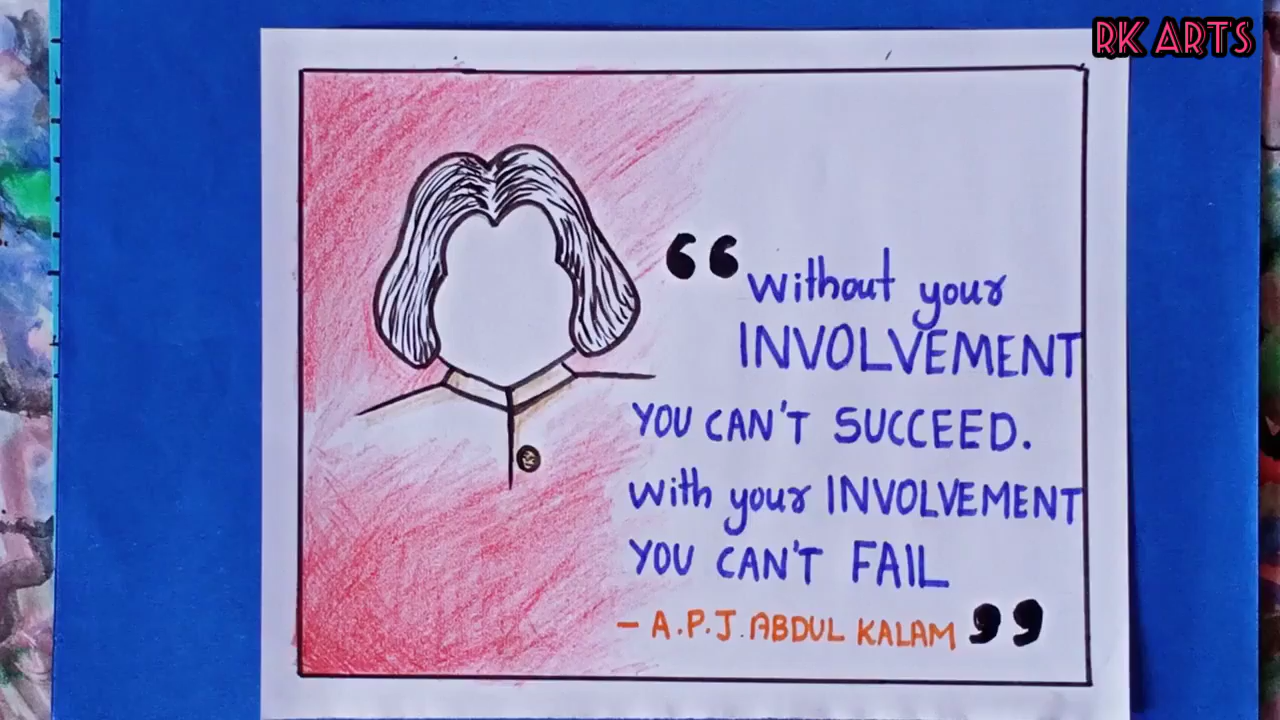 RK ARTS
“ Without your
INVOLVEMENT
YOU CAN'T SUCCEED.
With your INVOLVEMENT
YOU CAN'T FAIL
- A.P.J. ABDUL KALAM ”